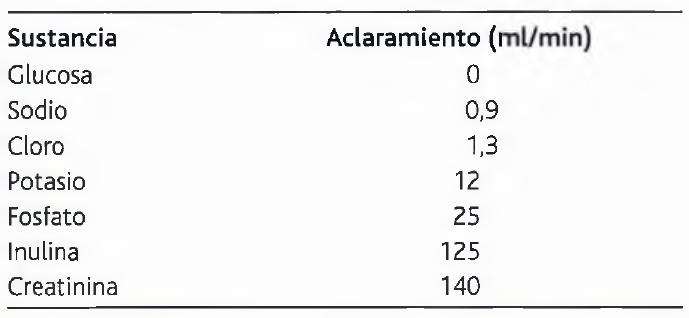 Sustancia Aclaramiento (ml/min)
Glucosa 0
Sodio 0,9
Cloro 1,3
Potasio 12
Fosfato 25
Inulina 125
Creatinina 140